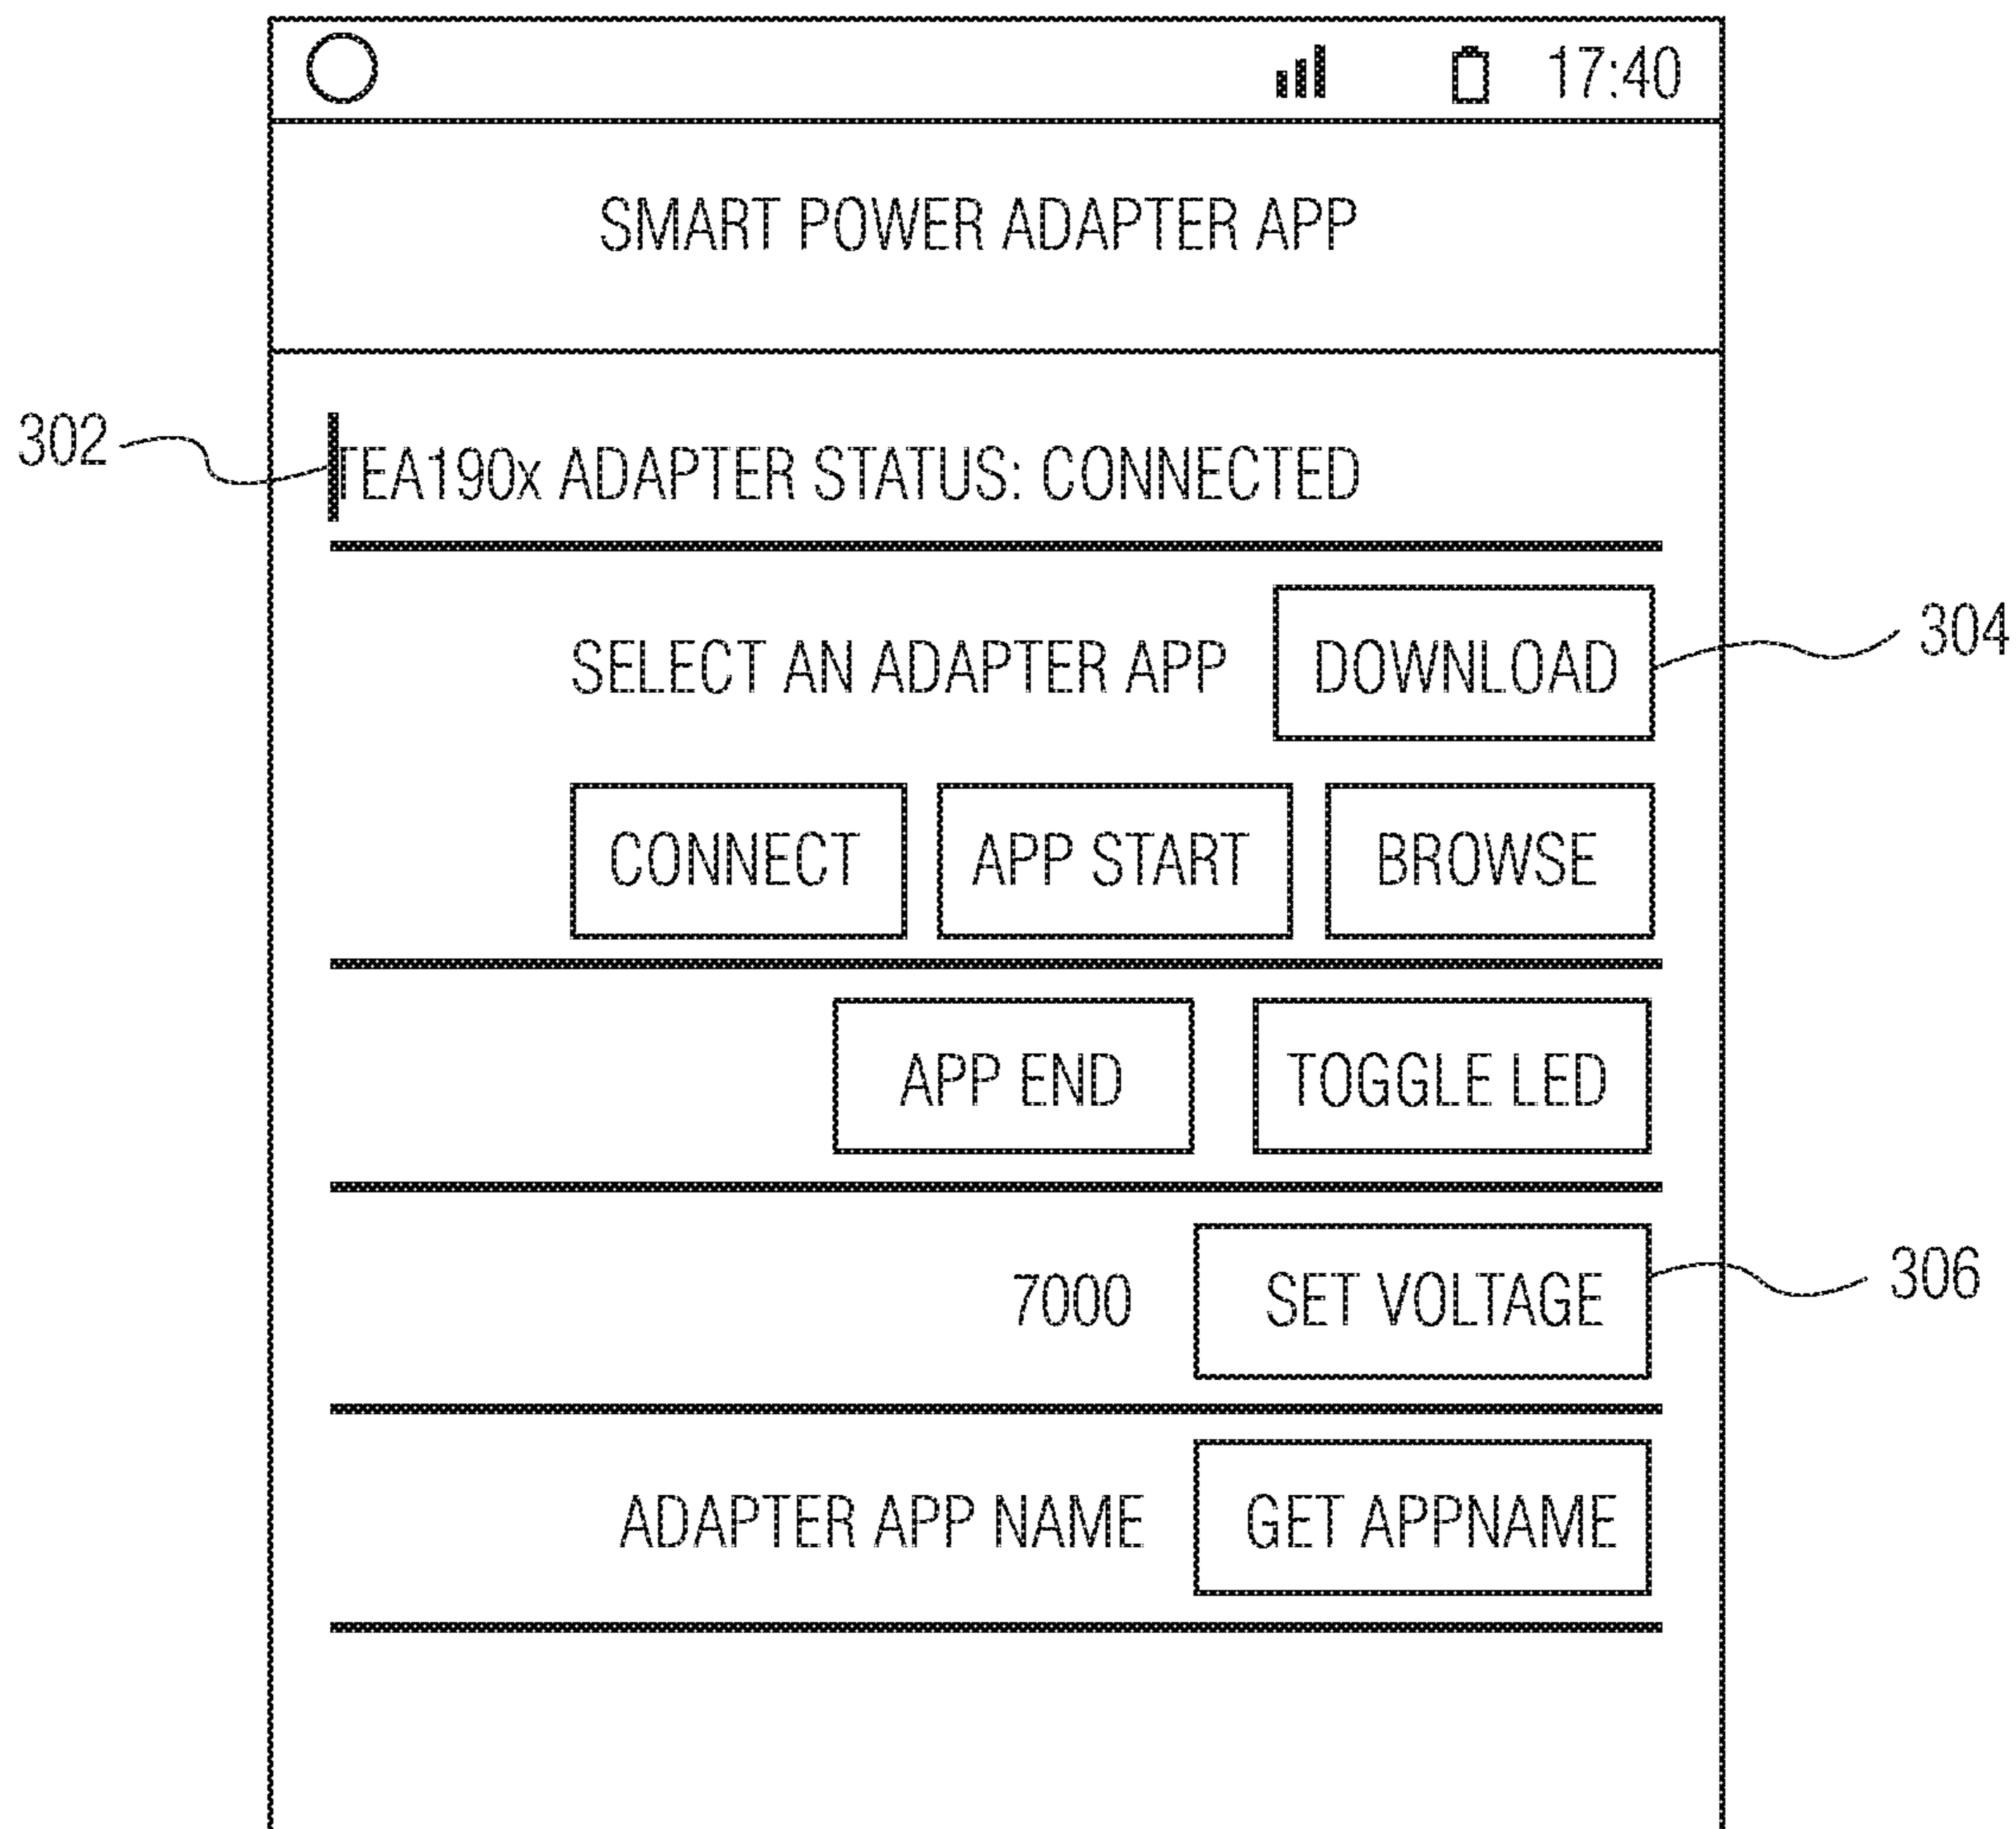 17:40
SMART POWER ADAPTER APP
302
TEA190x ADAPTER STATUS: CONNECTED
SELECT AN ADAPTER APP DOWNLOAD
304
CONNECT APP START BROWSE
APP END TOGGLE LED
7000 SET VOLTAGE
306
ADAPTER APP NAME GET APPNAME